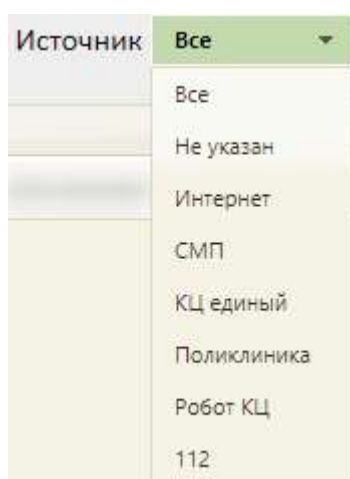 Источник Все
Все
Не указан
Интернет
СМП
КЦ единый
Поликлиника
Робот КЦ
112